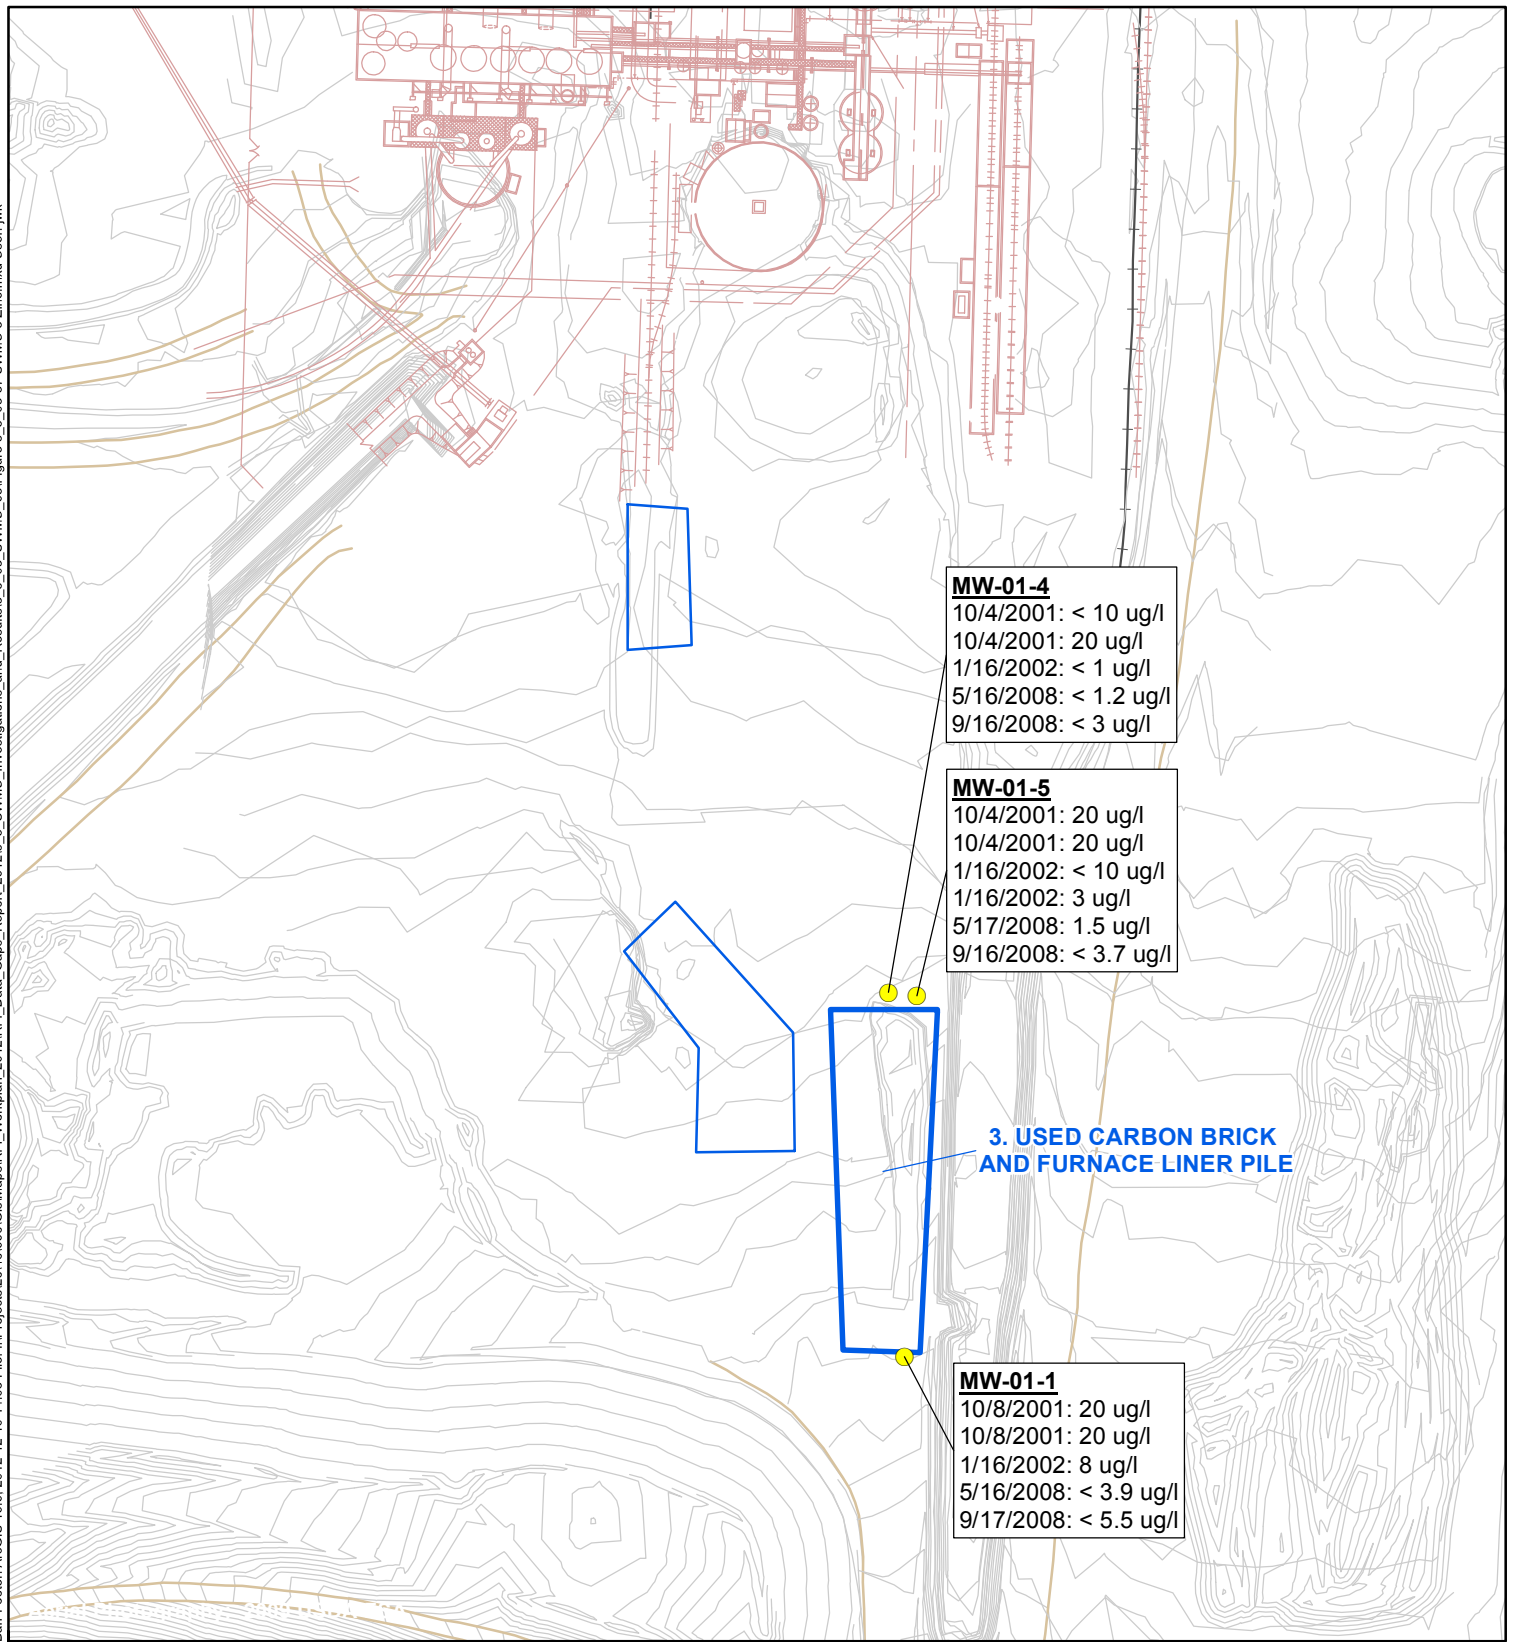 MW-01-4
10/4/2001: < 10 ug/l
10/4/2001: 20 ug/l
1/16/2002: < 1 ug/l
5/16/2008: < 1.2 ug/l
9/16/2008: < 3 ug/l
MW-01-5
10/4/2001: 20 ug/l
10/4/2001: 20 ug/l
1/16/2002: < 10 ug/l
1/16/2002: 3 ug/l
5/17/2008: 1.5 ug/l
9/16/2008: < 3.7 ug/l
3. USED CARBON BRICK
AND FURNACE LINER PILE
MW-01-1
10/8/2001: 20 ug/l
10/8/2001: 20 ug/l
1/16/2002: 8 ug/l
5/16/2008: < 3.9 ug/l
9/17/2008: < 5.5 ug/l